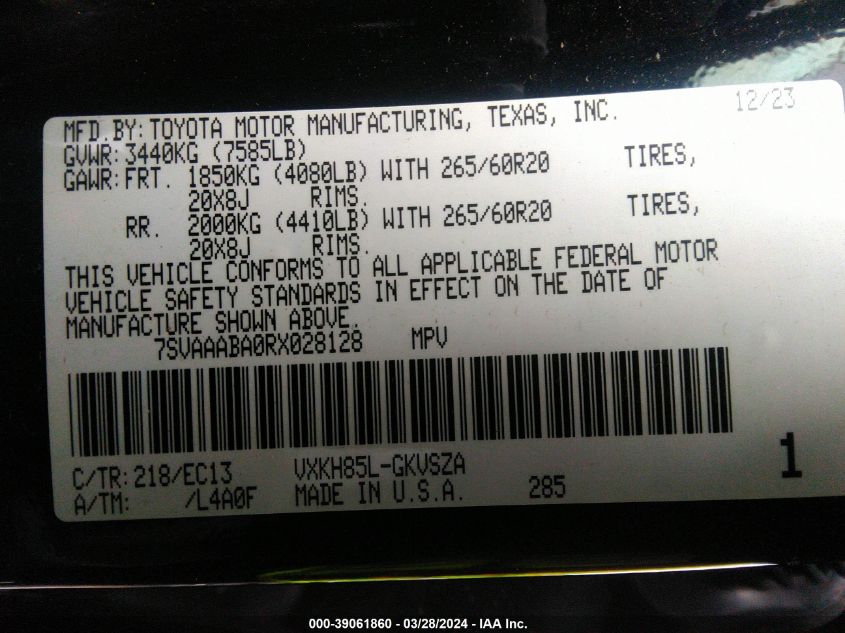 MFD.BY:TOYOTA MOTOR MANUFACTURING, TEXAS, INC. 12/23
GVWR:3440KG (7585LB)
GAWR:FRT. 1850KG (4080LB) WITH 265/60R20 TIRES,
20X8J RIMS.
RR. 2000KG (4410LB) WITH 265/60R20 TIRES,
20X8J RIMS.
THIS VEHICLE CONFORMS TO ALL APPLICABLE FEDERAL MOTOR
VEHICLE SAFETY STANDARDS IN EFFECT ON THE DATE OF
MANUFACTURE SHOWN ABOVE.
7SVAAABA0RX028128 MPV
C/TR:218/EC13 VXKH85L-GKVSZA 1
A/TM: /L4A0F MADE IN U.S.A. 285
000-39061860 - 03/28/2024 - IAA Inc.